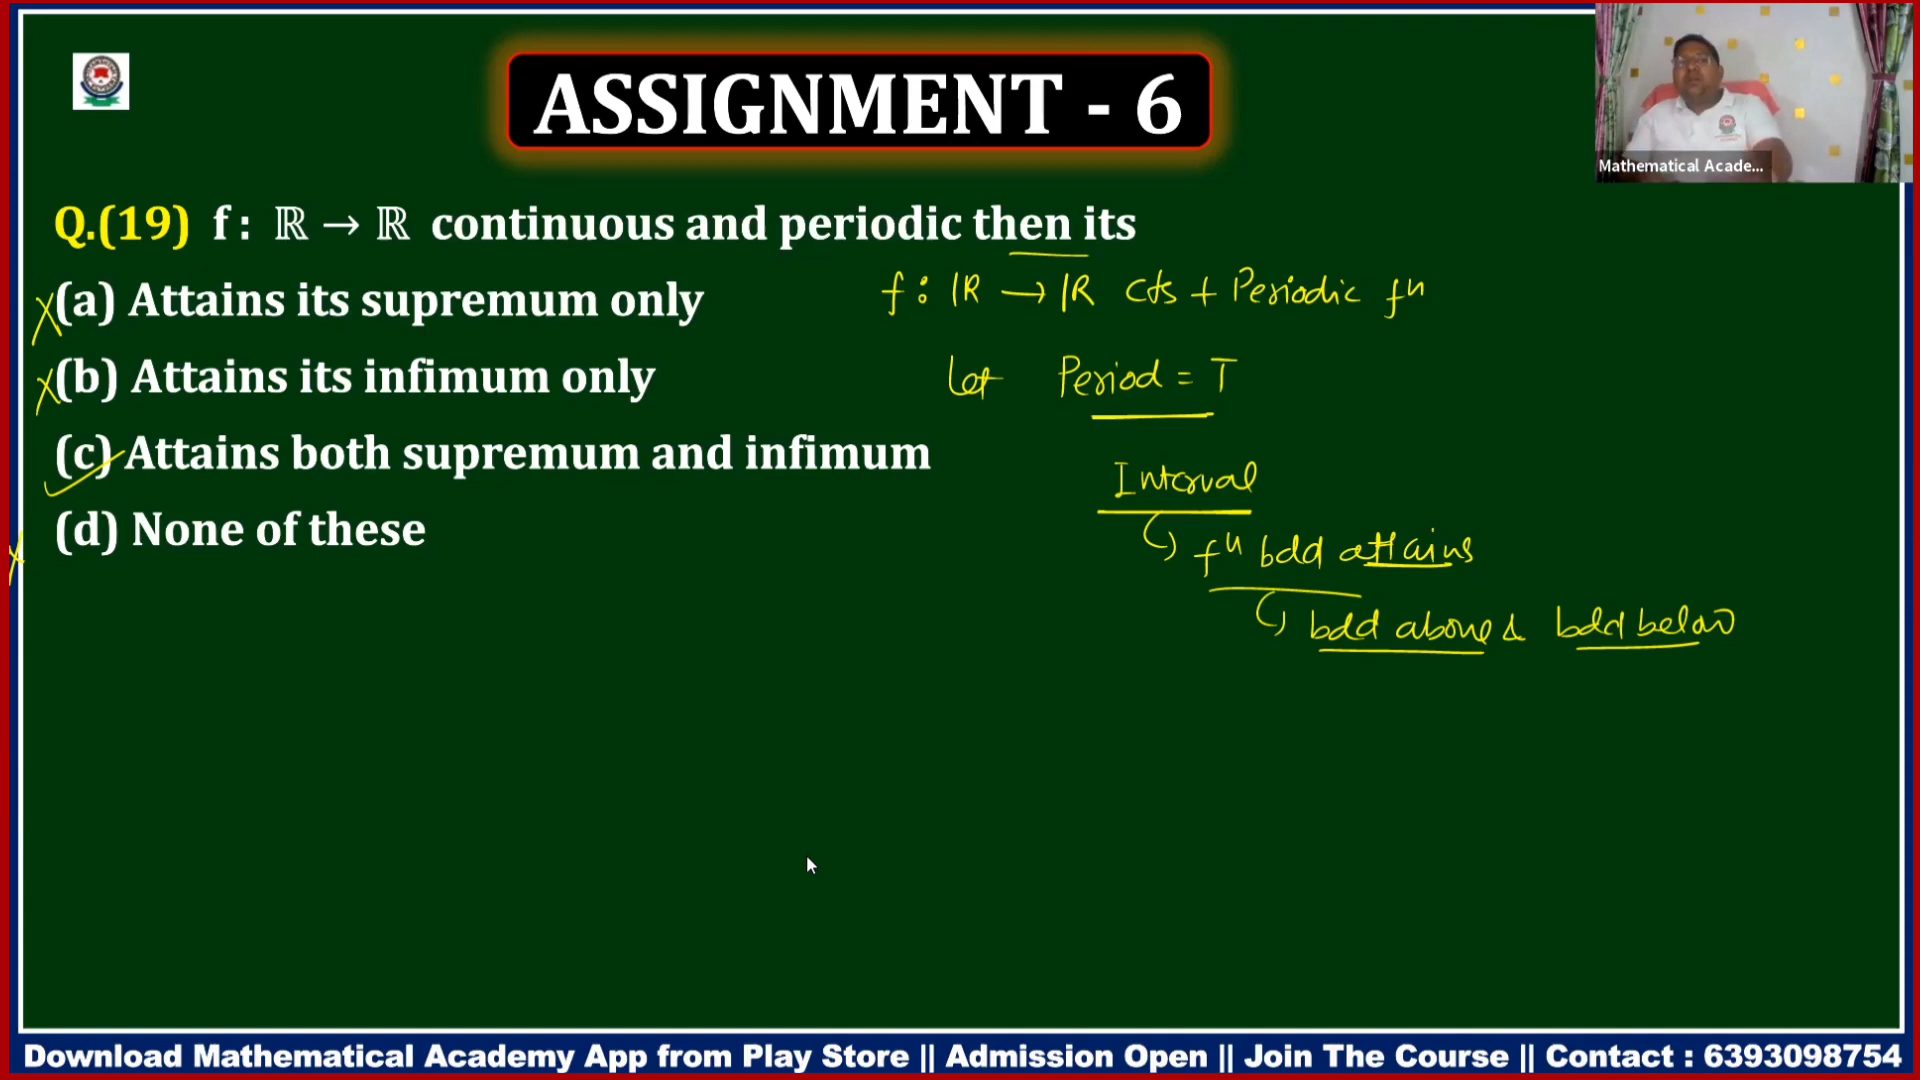 ASSIGNMENT - 6
Mathematical Acade...
Q.(19) f : ℝ → ℝ continuous and periodic then its
(a) Attains its supremum only
(b) Attains its infimum only
(c) Attains both supremum and infimum
(d) None of these
f : IR → IR cts + Periodic fn
Let Period = T
Interval
fn bdd attains
bdd above & bdd below
Download Mathematical Academy App from Play Store || Admission Open || Join The Course || Contact : 6393098754